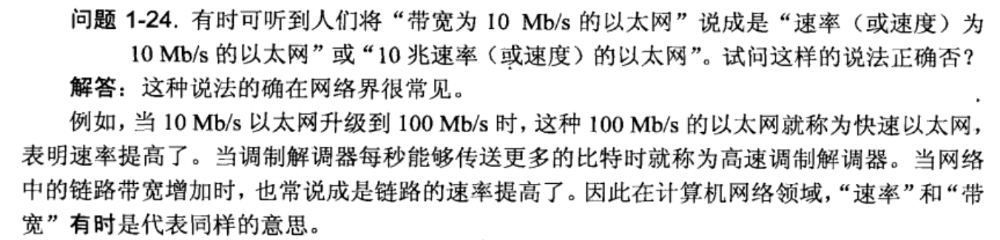 问题 1-24. 有时可听到人们将“带宽为 10 Mb/s 的以太网”说成是“速率（或速度）为
10 Mb/s 的以太网”或“10 兆速率（或速度）的以太网”。试问这样的说法正确否？
解答：这种说法的确在网络界很常见。
例如，当 10 Mb/s 以太网升级到 100 Mb/s 时，这种 100 Mb/s 的以太网就称为快速以太网，
表明速率提高了。当调制解调器每秒能够传送更多的比特时就称为高速调制解调器。当网络
中的链路带宽增加时，也常说成是链路的速率提高了。因此在计算机网络领域，“速率”和“带
宽”有时是代表同样的意思。